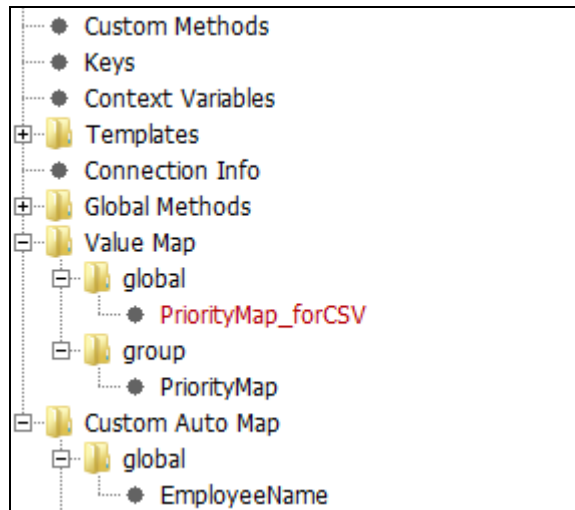 Custom Methods
Keys
Context Variables
Templates
Connection Info
Global Methods
Value Map
global
PriorityMap_forCSV
group
PriorityMap
Custom Auto Map
global
EmployeeName